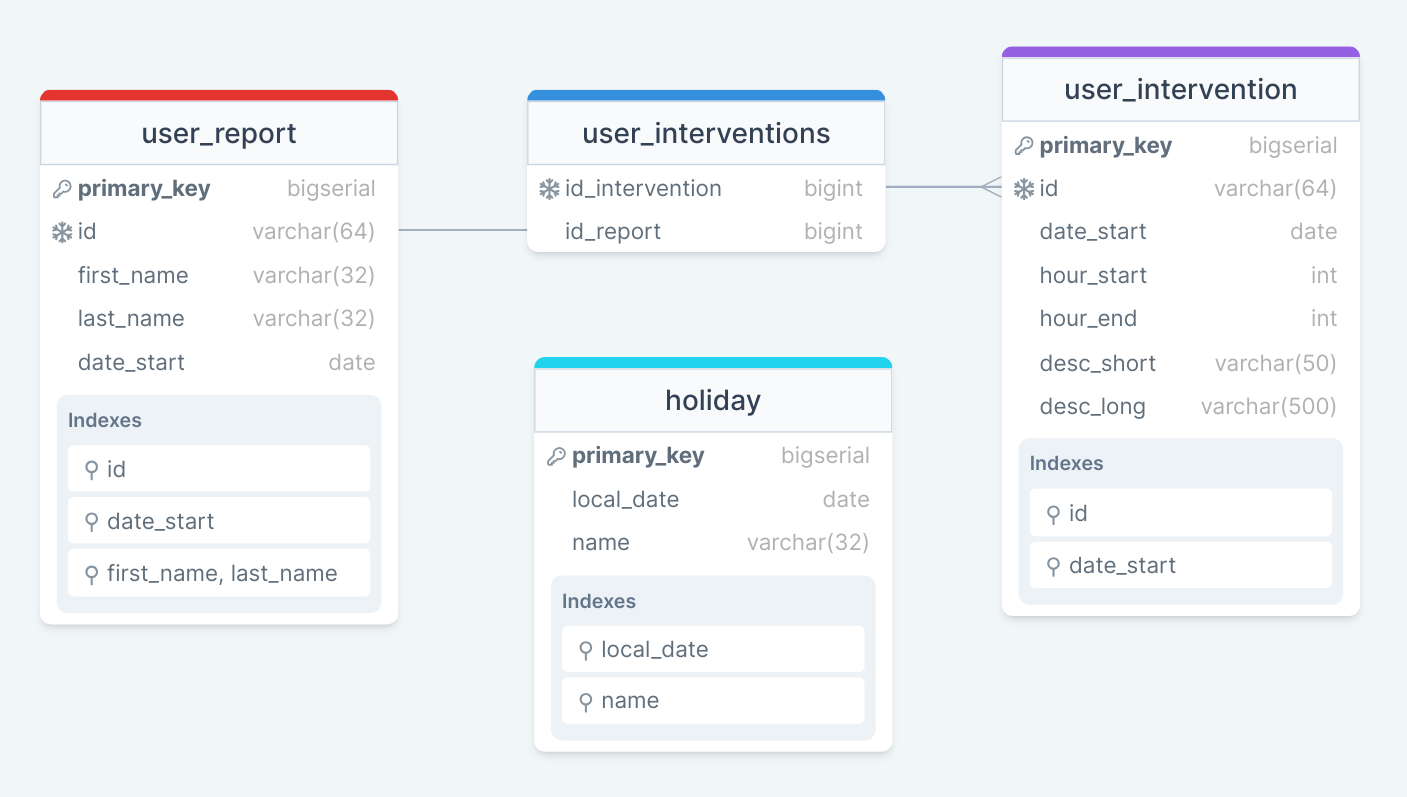 user_report
primary_key bigserial
id varchar(64)
first_name varchar(32)
last_name varchar(32)
date_start date
Indexes
id
date_start
first_name, last_name
user_interventions
id_intervention bigint
id_report bigint
holiday
primary_key bigserial
local_date date
name varchar(32)
Indexes
local_date
name
user_intervention
primary_key bigserial
id varchar(64)
date_start date
hour_start int
hour_end int
desc_short varchar(50)
desc_long varchar(500)
Indexes
id
date_start